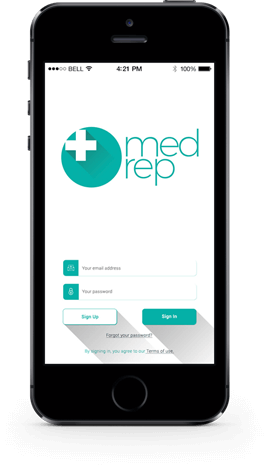 ●●●○○ BELL 4:21 PM 100%
med
rep
Your email address
Your password
Sign Up Sign In
Forgot your password?
By signing in, you agree to our Terms of use.